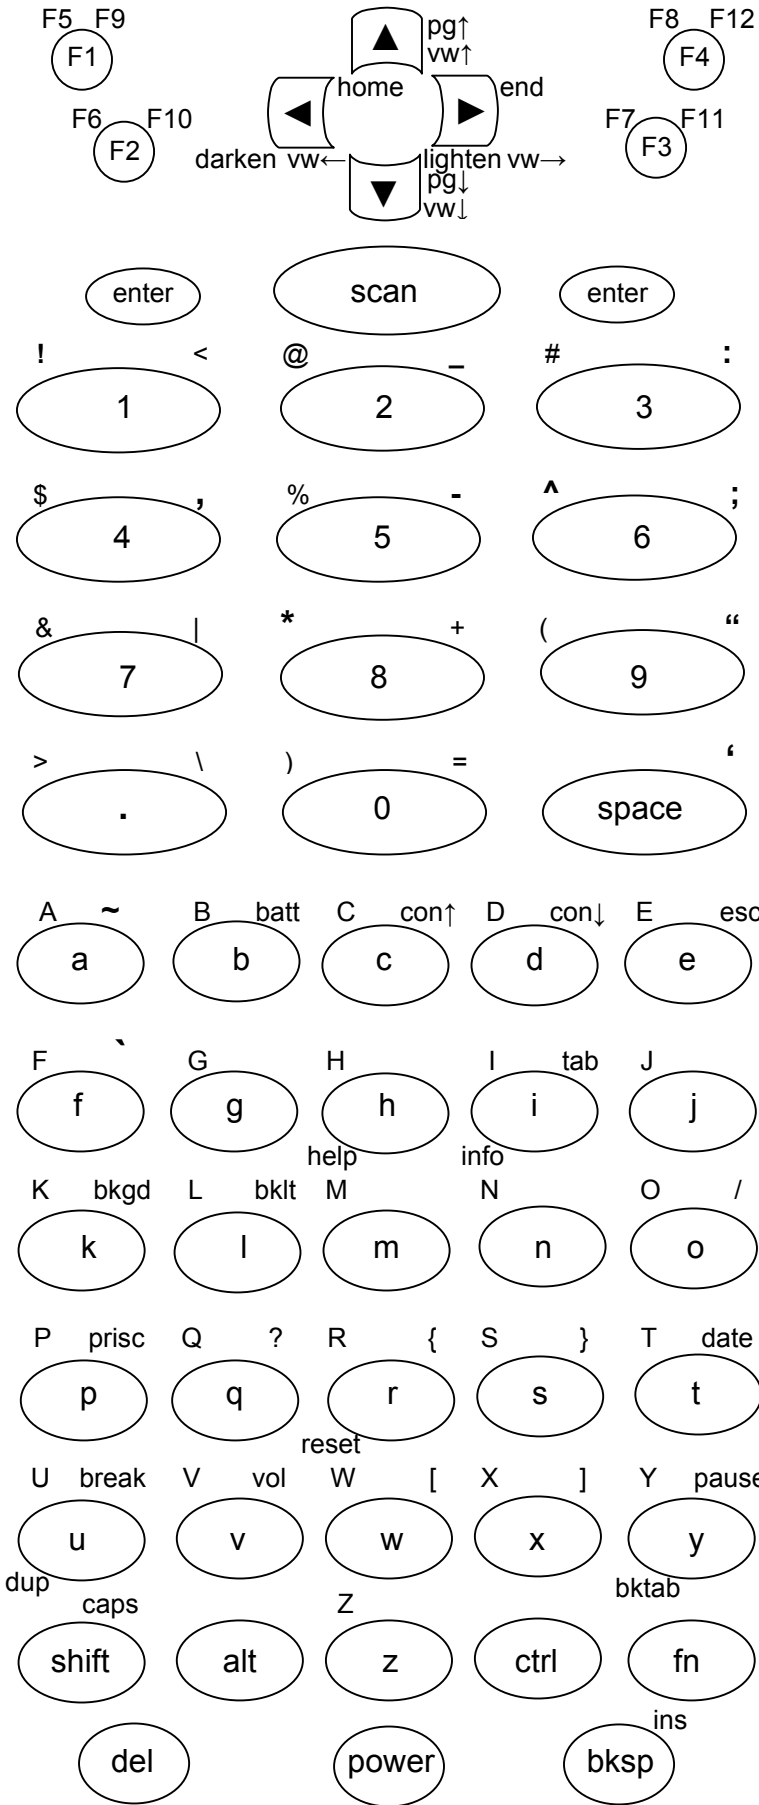 F5 F9 pg↑ F8 F12
F1 ▲ vw↑ F4
home end
F6 F10 ◄ ► F7 F11
F2 F3
darken vw← lighten vw→
▼ pg↓
vw↓
enter scan enter
! < @ _ # :
1 2 3
$ , % - ^ ;
4 5 6
& | * + ( “
7 8 9
> \ ) = ‘
. 0 space
A ~ B batt C con↑ D con↓ E esc
a b c d e
F ` G H I tab J
f g h i j
help info
K bkgd L bklt M N O /
k l m n o
P prisc Q ? R { S } T date
p q r s t
reset
U break V vol W [ X ] Y pause
u v w x y
dup bktab
caps Z
shift alt z ctrl fn
ins
del power bksp